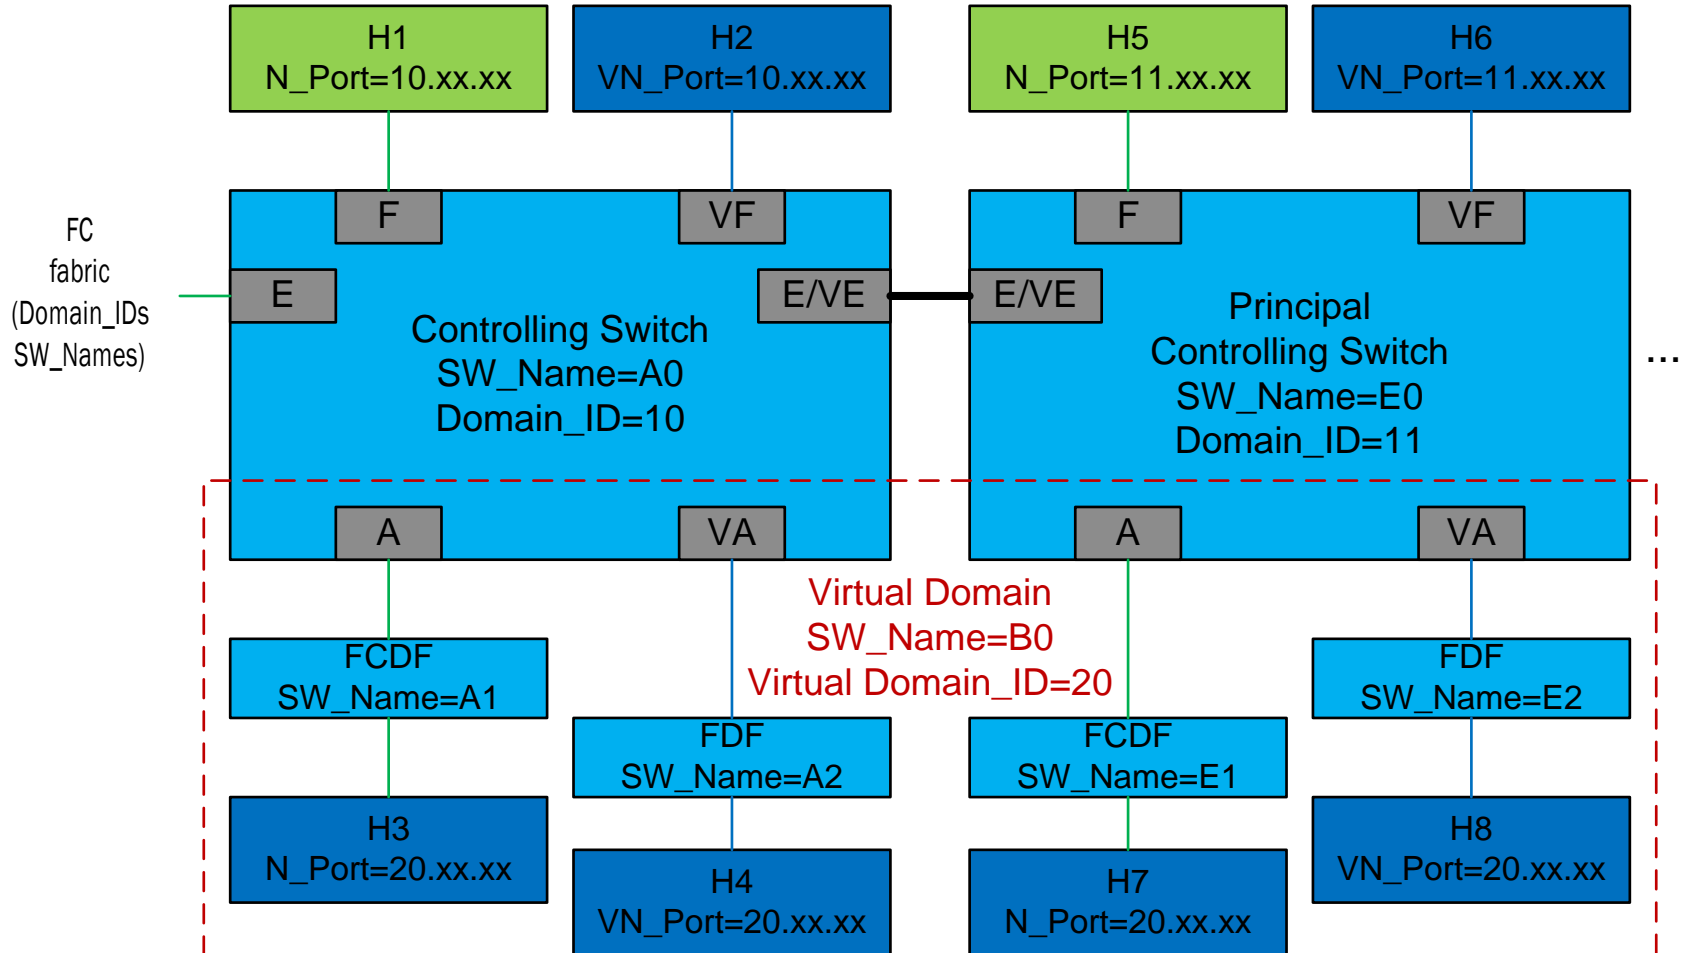 H1
N_Port=10.xx.xx
H2
VN_Port=10.xx.xx
H5
N_Port=11.xx.xx
H6
VN_Port=11.xx.xx
FC
fabric
(Domain_IDs
SW_Names)
F
VF
E
E/VE
Controlling Switch
SW_Name=A0
Domain_ID=10
A
VA
F
VF
E/VE
Principal
Controlling Switch
SW_Name=E0
Domain_ID=11
A
VA
...
Virtual Domain
SW_Name=B0
Virtual Domain_ID=20
FCDF
SW_Name=A1
FDF
SW_Name=A2
FCDF
SW_Name=E1
FDF
SW_Name=E2
H3
N_Port=20.xx.xx
H4
VN_Port=20.xx.xx
H7
N_Port=20.xx.xx
H8
VN_Port=20.xx.xx